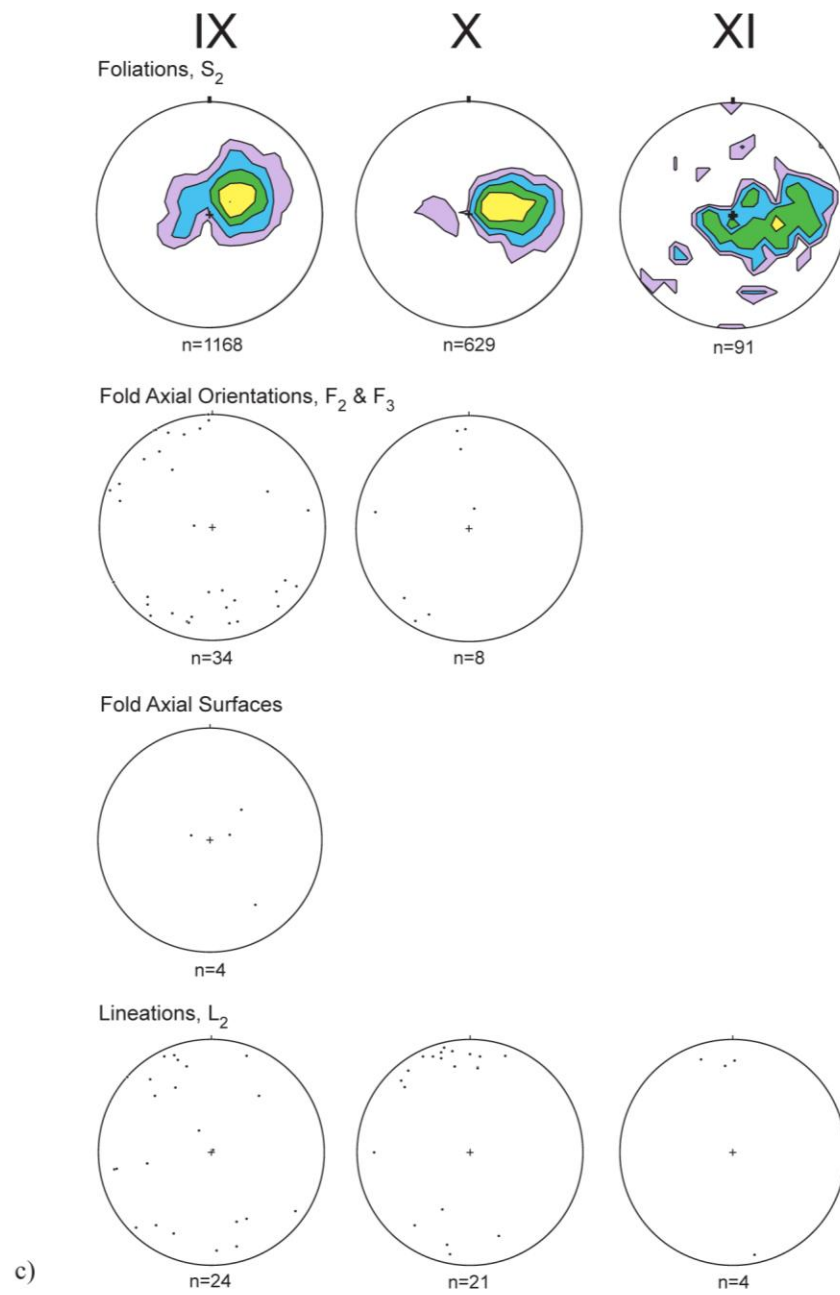 IX X XI
Foliations, S2
n=1168 n=629 n=91
Fold Axial Orientations, F2 & F3
n=34 n=8
Fold Axial Surfaces
n=4
Lineations, L2
c) n=24 n=21 n=4